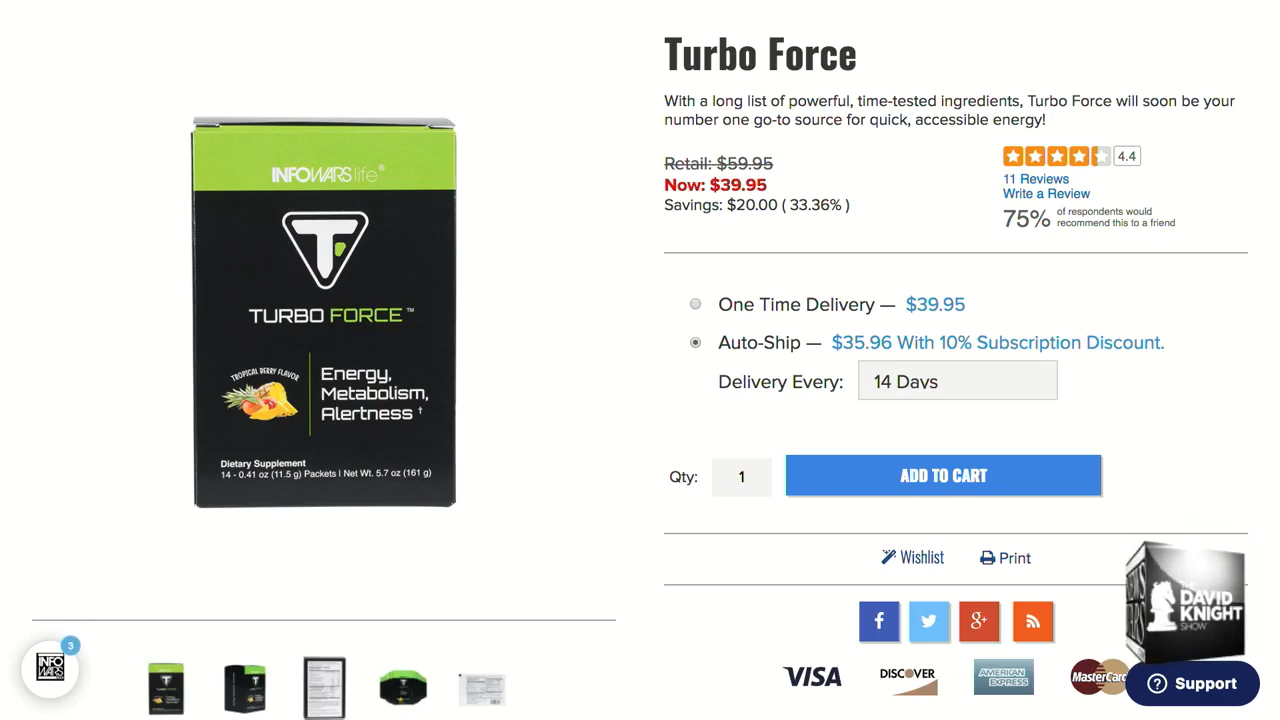 Turbo Force
With a long list of powerful, time-tested ingredients, Turbo Force will soon be your
number one go-to source for quick, accessible energy!
Retail: $59.95
Now: $39.95
Savings: $20.00 ( 33.36% )
4.4
11 Reviews
Write a Review
75% of respondents would
recommend this to a friend
INFOWARS life®
T
TURBO FORCE™
TROPICAL BERRY FLAVOR
Energy,
Metabolism,
Alertness †
Dietary Supplement
14 - 0.41 oz (11.5 g) Packets | Net Wt. 5.7 oz (161 g)
One Time Delivery — $39.95
Auto-Ship — $35.96 With 10% Subscription Discount.
Delivery Every: 14 Days
Qty: 1 ADD TO CART
Wishlist Print
f g+
VISA DISCOVER AMERICAN EXPRESS MasterCard
THE
DAVID
KNIGHT
SHOW
? Support
3
INFO
WARS
TURBO FORCE